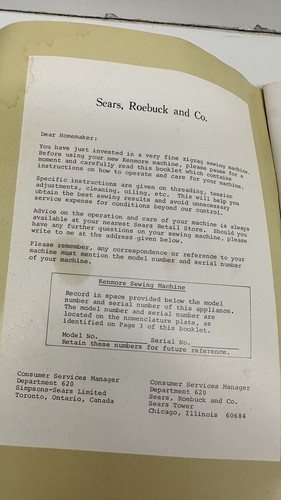 Sears, Roebuck and Co.
Dear Homemaker:
You have just invested in a very fine zigzag sewing machine.
Before using your new Kenmore machine, please pause for a
moment and carefully read this booklet which contains
instructions on how to operate and care for your machine.
Specific instructions are given on threading, tension
adjustments, cleaning, oiling, etc. This will help you
obtain the best sewing results and avoid unnecessary
service expense for conditions beyond our control.
Advice on the operation and care of your machine is always
available at your nearest Sears Retail Store. Should you
have any further questions on your sewing machine, please
write to me at the address given below.
Please remember, any correspondence or reference to your
machine must mention the model number and serial number
of your machine.
Kenmore Sewing Machine
Record in space provided below the model
number and serial number of this appliance.
The model number and serial number are
located on the nomenclature plate, as
identified on Page 3 of this booklet.
Model No. Serial No.
Retain these numbers for future reference.
Consumer Services Manager
Department 620
Simpsons-Sears Limited
Toronto, Ontario, Canada
Consumer Services Manager
Department 620
Sears, Roebuck and Co.
Sears Tower
Chicago, Illinois 60684